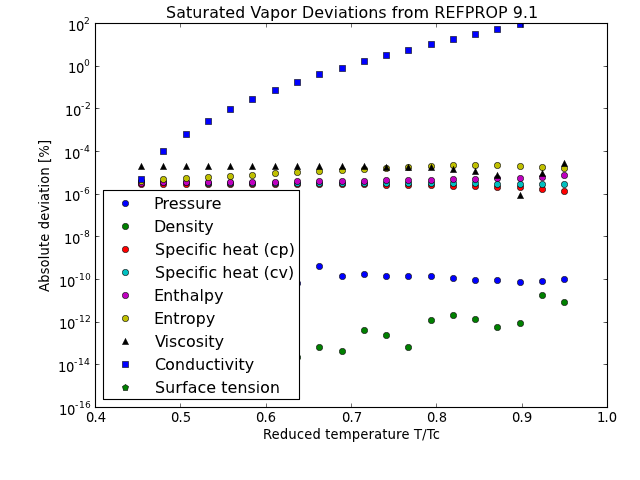 Saturated Vapor Deviations from REFPROP 9.1
10^2
10^0
10^-2
10^-4
10^-6
10^-8
10^-10
10^-12
10^-14
10^-16
Absolute deviation [%]
Pressure
Density
Specific heat (cp)
Specific heat (cv)
Enthalpy
Entropy
Viscosity
Conductivity
Surface tension
0.4 0.5 0.6 0.7 0.8 0.9 1.0
Reduced temperature T/Tc